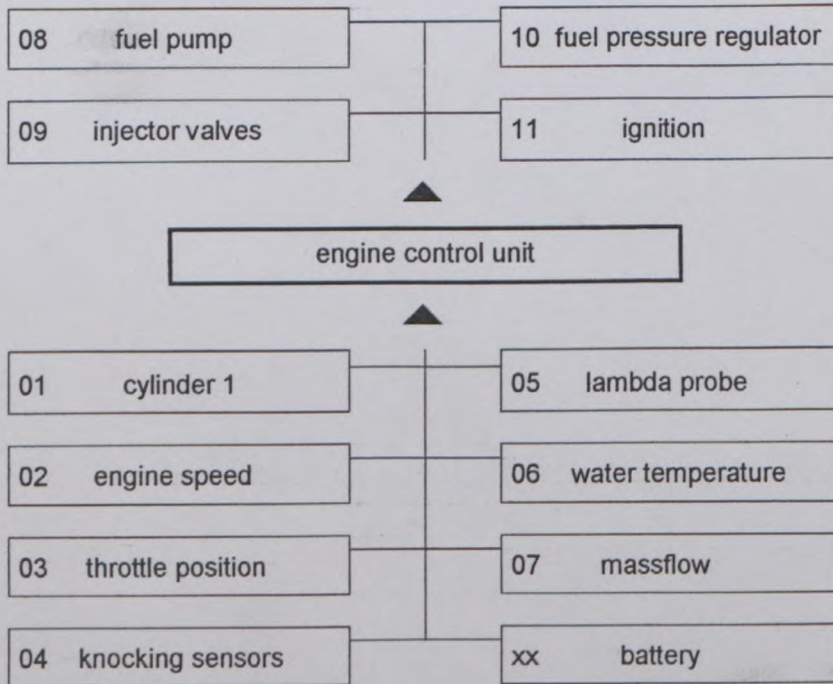 08 fuel pump
10 fuel pressure regulator
09 injector valves
11 ignition
engine control unit
01 cylinder 1
05 lambda probe
02 engine speed
06 water temperature
03 throttle position
07 massflow
04 knocking sensors
xx battery